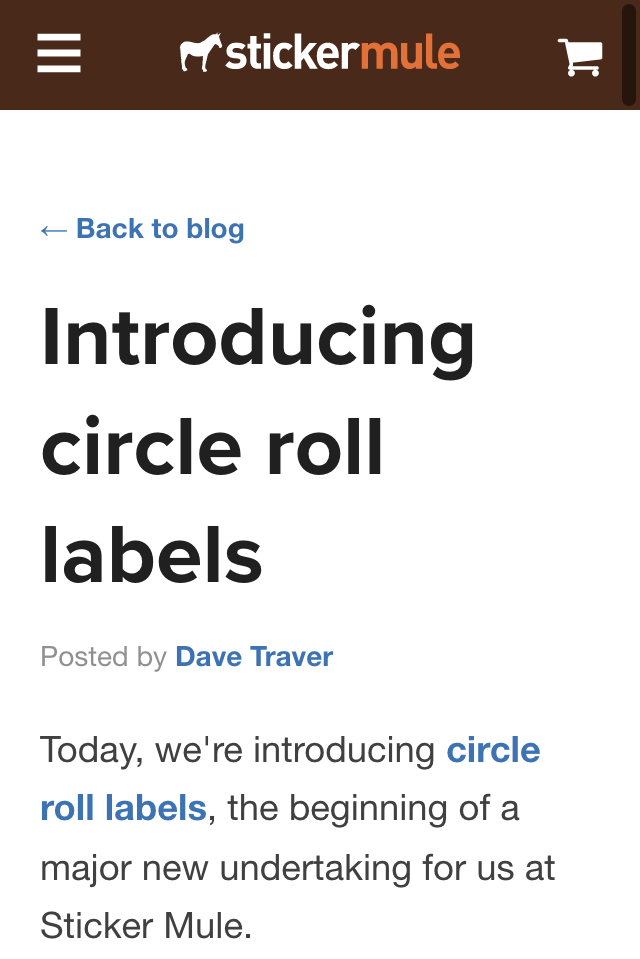 stickermule
← Back to blog
Introducing
circle roll
labels
Posted by Dave Traver
Today, we're introducing circle
roll labels, the beginning of a
major new undertaking for us at
Sticker Mule.